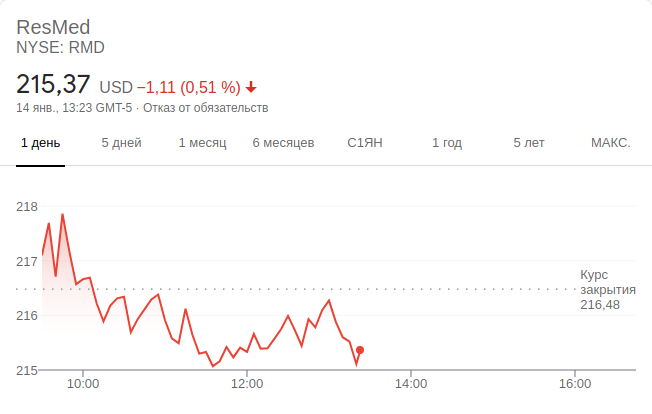 ResMed
NYSE: RMD
215,37 USD −1,11 (0,51 %)
14 янв., 13:23 GMT-5 · Отказ от обязательств
1 день 5 дней 1 месяц 6 месяцев С1ЯН 1 год 5 лет МАКС.
218
217
216
215
Курс
закрытия
216,48
10:00 12:00 14:00 16:00